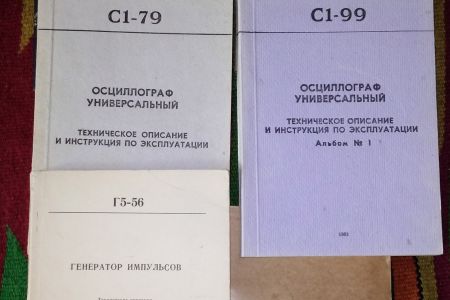 С1-79
ОСЦИЛЛОГРАФ
УНИВЕРСАЛЬНЫЙ
ТЕХНИЧЕСКОЕ ОПИСАНИЕ
И ИНСТРУКЦИЯ ПО ЭКСПЛУАТАЦИИ
С1-99
ОСЦИЛЛОГРАФ
УНИВЕРСАЛЬНЫЙ
ТЕХНИЧЕСКОЕ ОПИСАНИЕ
И ИНСТРУКЦИЯ ПО ЭКСПЛУАТАЦИИ
Альбом № 1
Г5-56
ГЕНЕРАТОР ИМПУЛЬСОВ